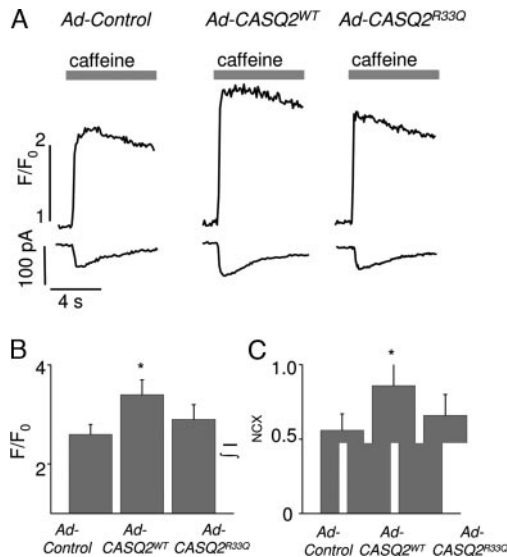 A
Ad-Control Ad-CASQ2WT Ad-CASQ2R33Q
caffeine caffeine caffeine
F/F0
2
1
100 pA
4 s
B
F/F0
4
2
*
Ad-Control
Ad-CASQ2WT
Ad-CASQ2R33Q
C
∫ I NCX
1.0
0.5
0
*
Ad-Control
Ad-CASQ2WT
Ad-CASQ2R33Q